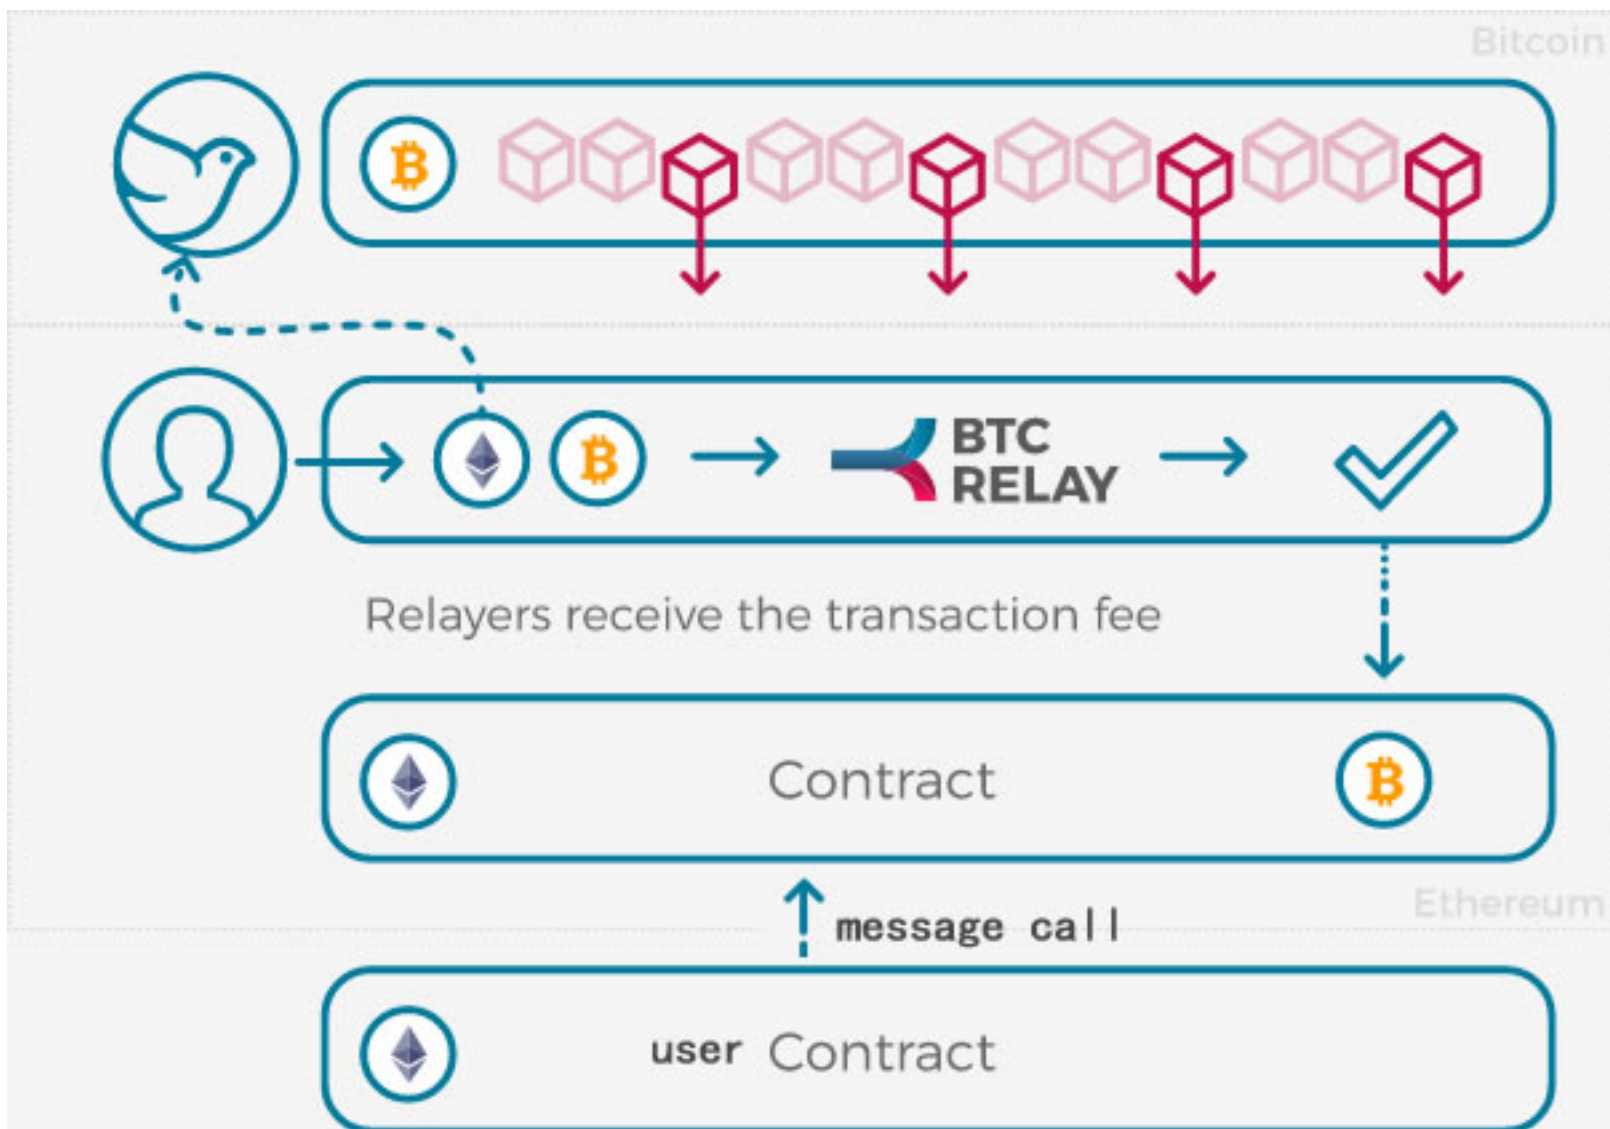 Bitcoin
BTC
RELAY
Relayers receive the transaction fee
Contract
Ethereum
message call
user Contract